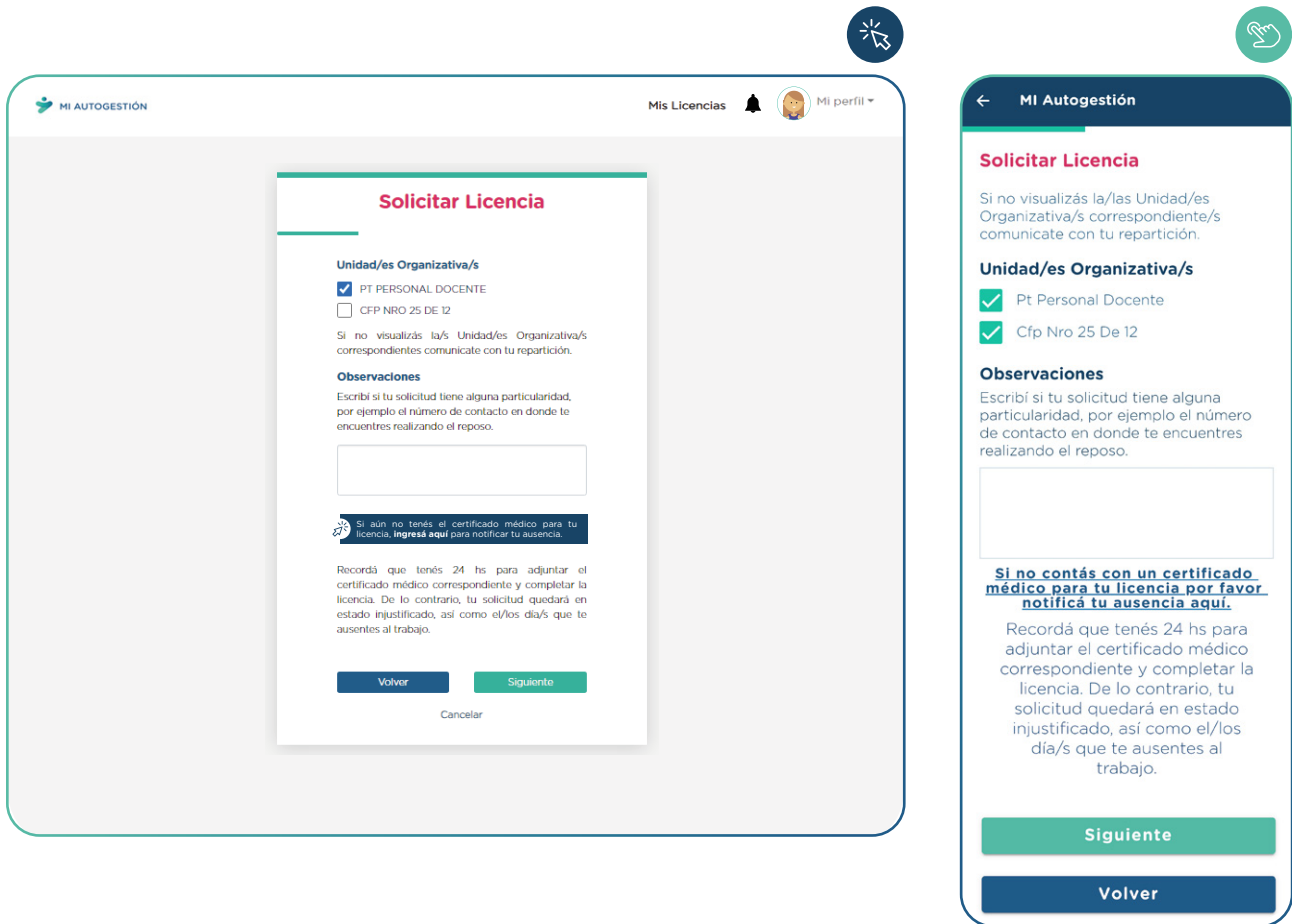 MI AUTOGESTIÓN
Mis Licencias
Mi perfil
Solicitar Licencia
Unidad/es Organizativa/s
PT PERSONAL DOCENTE
CFP NRO 25 DE 12
Si no visualizás la/s Unidad/es Organizativa/s
correspondientes comunicate con tu repartición.
Observaciones
Escribí si tu solicitud tiene alguna particularidad,
por ejemplo el número de contacto en donde te
encuentres realizando el reposo.
Si aún no tenés el certificado médico para tu
licencia, ingresá aquí para notificar tu ausencia.
Recordá que tenés 24 hs para adjuntar el
certificado médico correspondiente y completar la
licencia. De lo contrario, tu solicitud quedará en
estado injustificado, así como el/los día/s que te
ausentes al trabajo.
Volver
Siguiente
Cancelar
MI Autogestión
Solicitar Licencia
Si no visualizás la/las Unidad/es
Organizativa/s correspondiente/s
comunicate con tu repartición.
Unidad/es Organizativa/s
Pt Personal Docente
Cfp Nro 25 De 12
Observaciones
Escribí si tu solicitud tiene alguna
particularidad, por ejemplo el número
de contacto en donde te encuentres
realizando el reposo.
Si no contás con un certificado
médico para tu licencia por favor
notificá tu ausencia aquí.
Recordá que tenés 24 hs para
adjuntar el certificado médico
correspondiente y completar la
licencia. De lo contrario, tu
solicitud quedará en estado
injustificado, así como el/los
día/s que te ausentes al
trabajo.
Siguiente
Volver